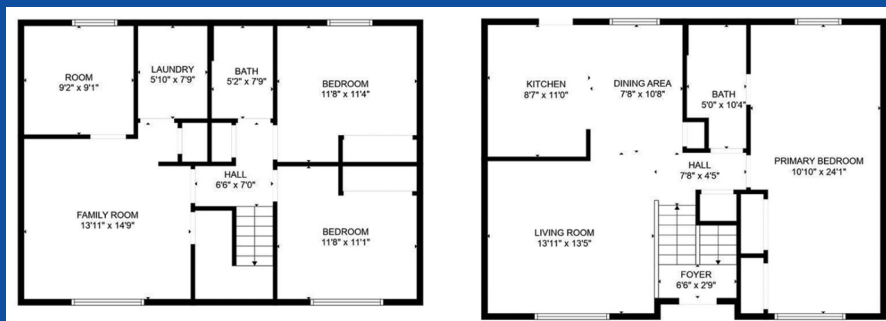 ROOM
9'2" x 9'1"
LAUNDRY
5'10" x 7'9"
BATH
5'2" x 7'9"
BEDROOM
11'8" x 11'4"
HALL
6'6" x 7'0"
FAMILY ROOM
13'11" x 14'9"
BEDROOM
11'8" x 11'1"
KITCHEN
8'7" x 11'0"
DINING AREA
7'8" x 10'8"
BATH
5'0" x 10'4"
HALL
7'8" x 4'5"
PRIMARY BEDROOM
10'10" x 24'1"
LIVING ROOM
13'11" x 13'5"
FOYER
6'6" x 2'9"